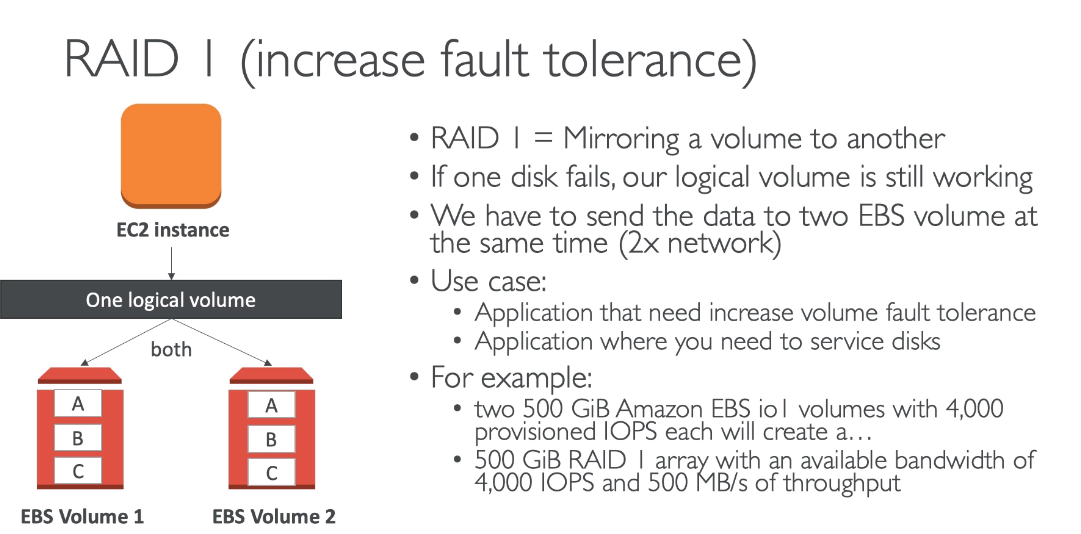 RAID 1 (increase fault tolerance)
EC2 instance
One logical volume
both
A
B
C
A
B
C
EBS Volume 1
EBS Volume 2
• RAID 1 = Mirroring a volume to another
• If one disk fails, our logical volume is still working
• We have to send the data to two EBS volume at
the same time (2x network)
• Use case:
• Application that need increase volume fault tolerance
• Application where you need to service disks
• For example:
• two 500 GiB Amazon EBS io1 volumes with 4,000
provisioned IOPS each will create a…
• 500 GiB RAID 1 array with an available bandwidth of
4,000 IOPS and 500 MB/s of throughput